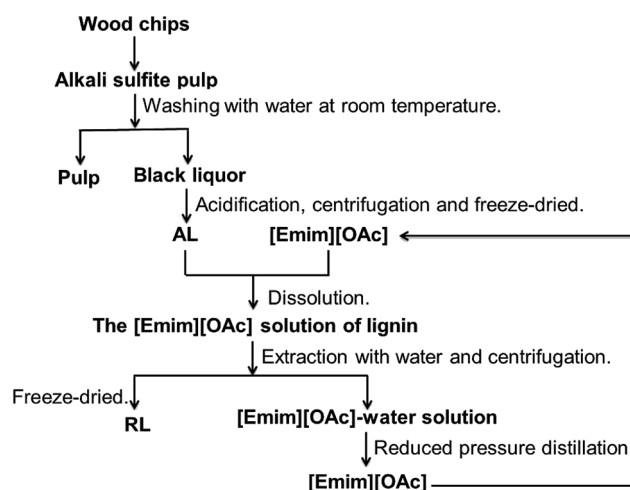 Wood chips
Alkali sulfite pulp
Washing with water at room temperature.
Pulp
Black liquor
Acidification, centrifugation and freeze-dried.
AL
[Emim][OAc]
Dissolution.
The [Emim][OAc] solution of lignin
Extraction with water and centrifugation.
Freeze-dried.
RL
[Emim][OAc]-water solution
Reduced pressure distillation
[Emim][OAc]